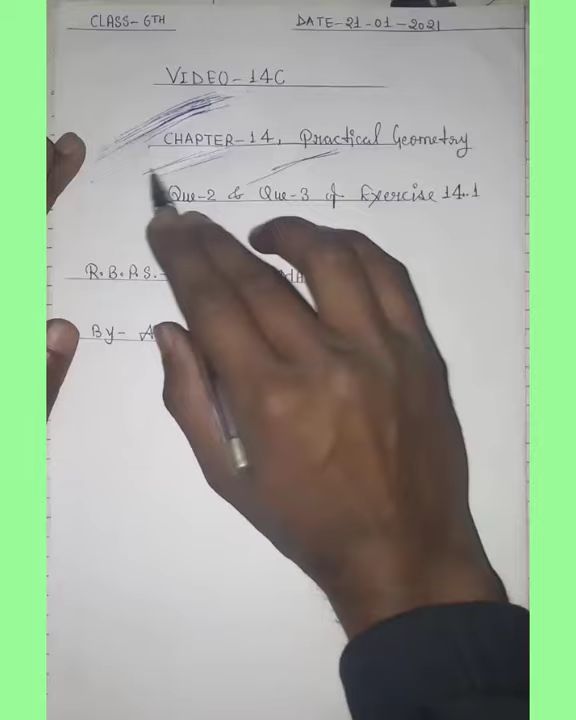 CLASS- 6TH
DATE-21-01-2021
VIDEO-14C
CHAPTER-14, Practical Geometry
Que-2 & Que-3 of Exercise 14.1
R.B.P.S.-
By- A